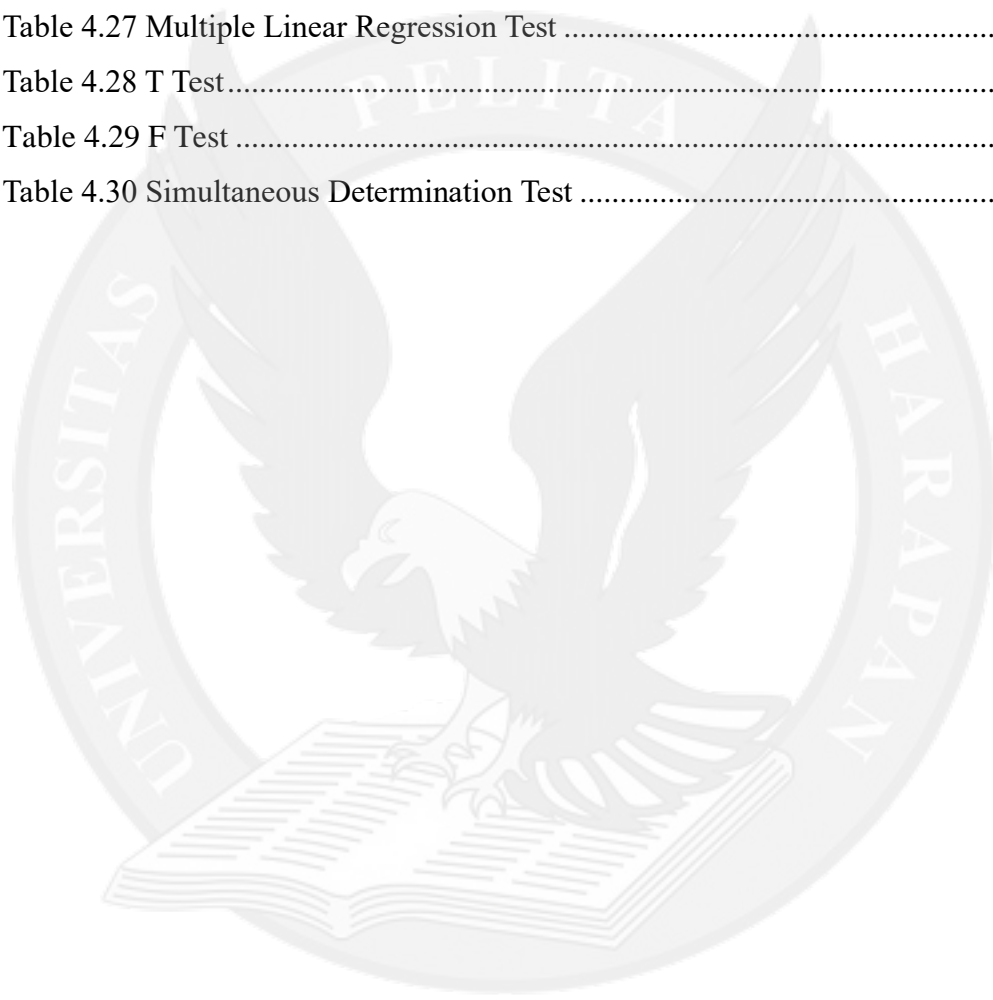 Table 4.27 Multiple Linear Regression Test ......................................................
Table 4.28 T Test...............................................................................................
Table 4.29 F Test ..............................................................................................
Table 4.30 Simultaneous Determination Test ....................................................
UNIVERSITAS PELITA HARAPAN